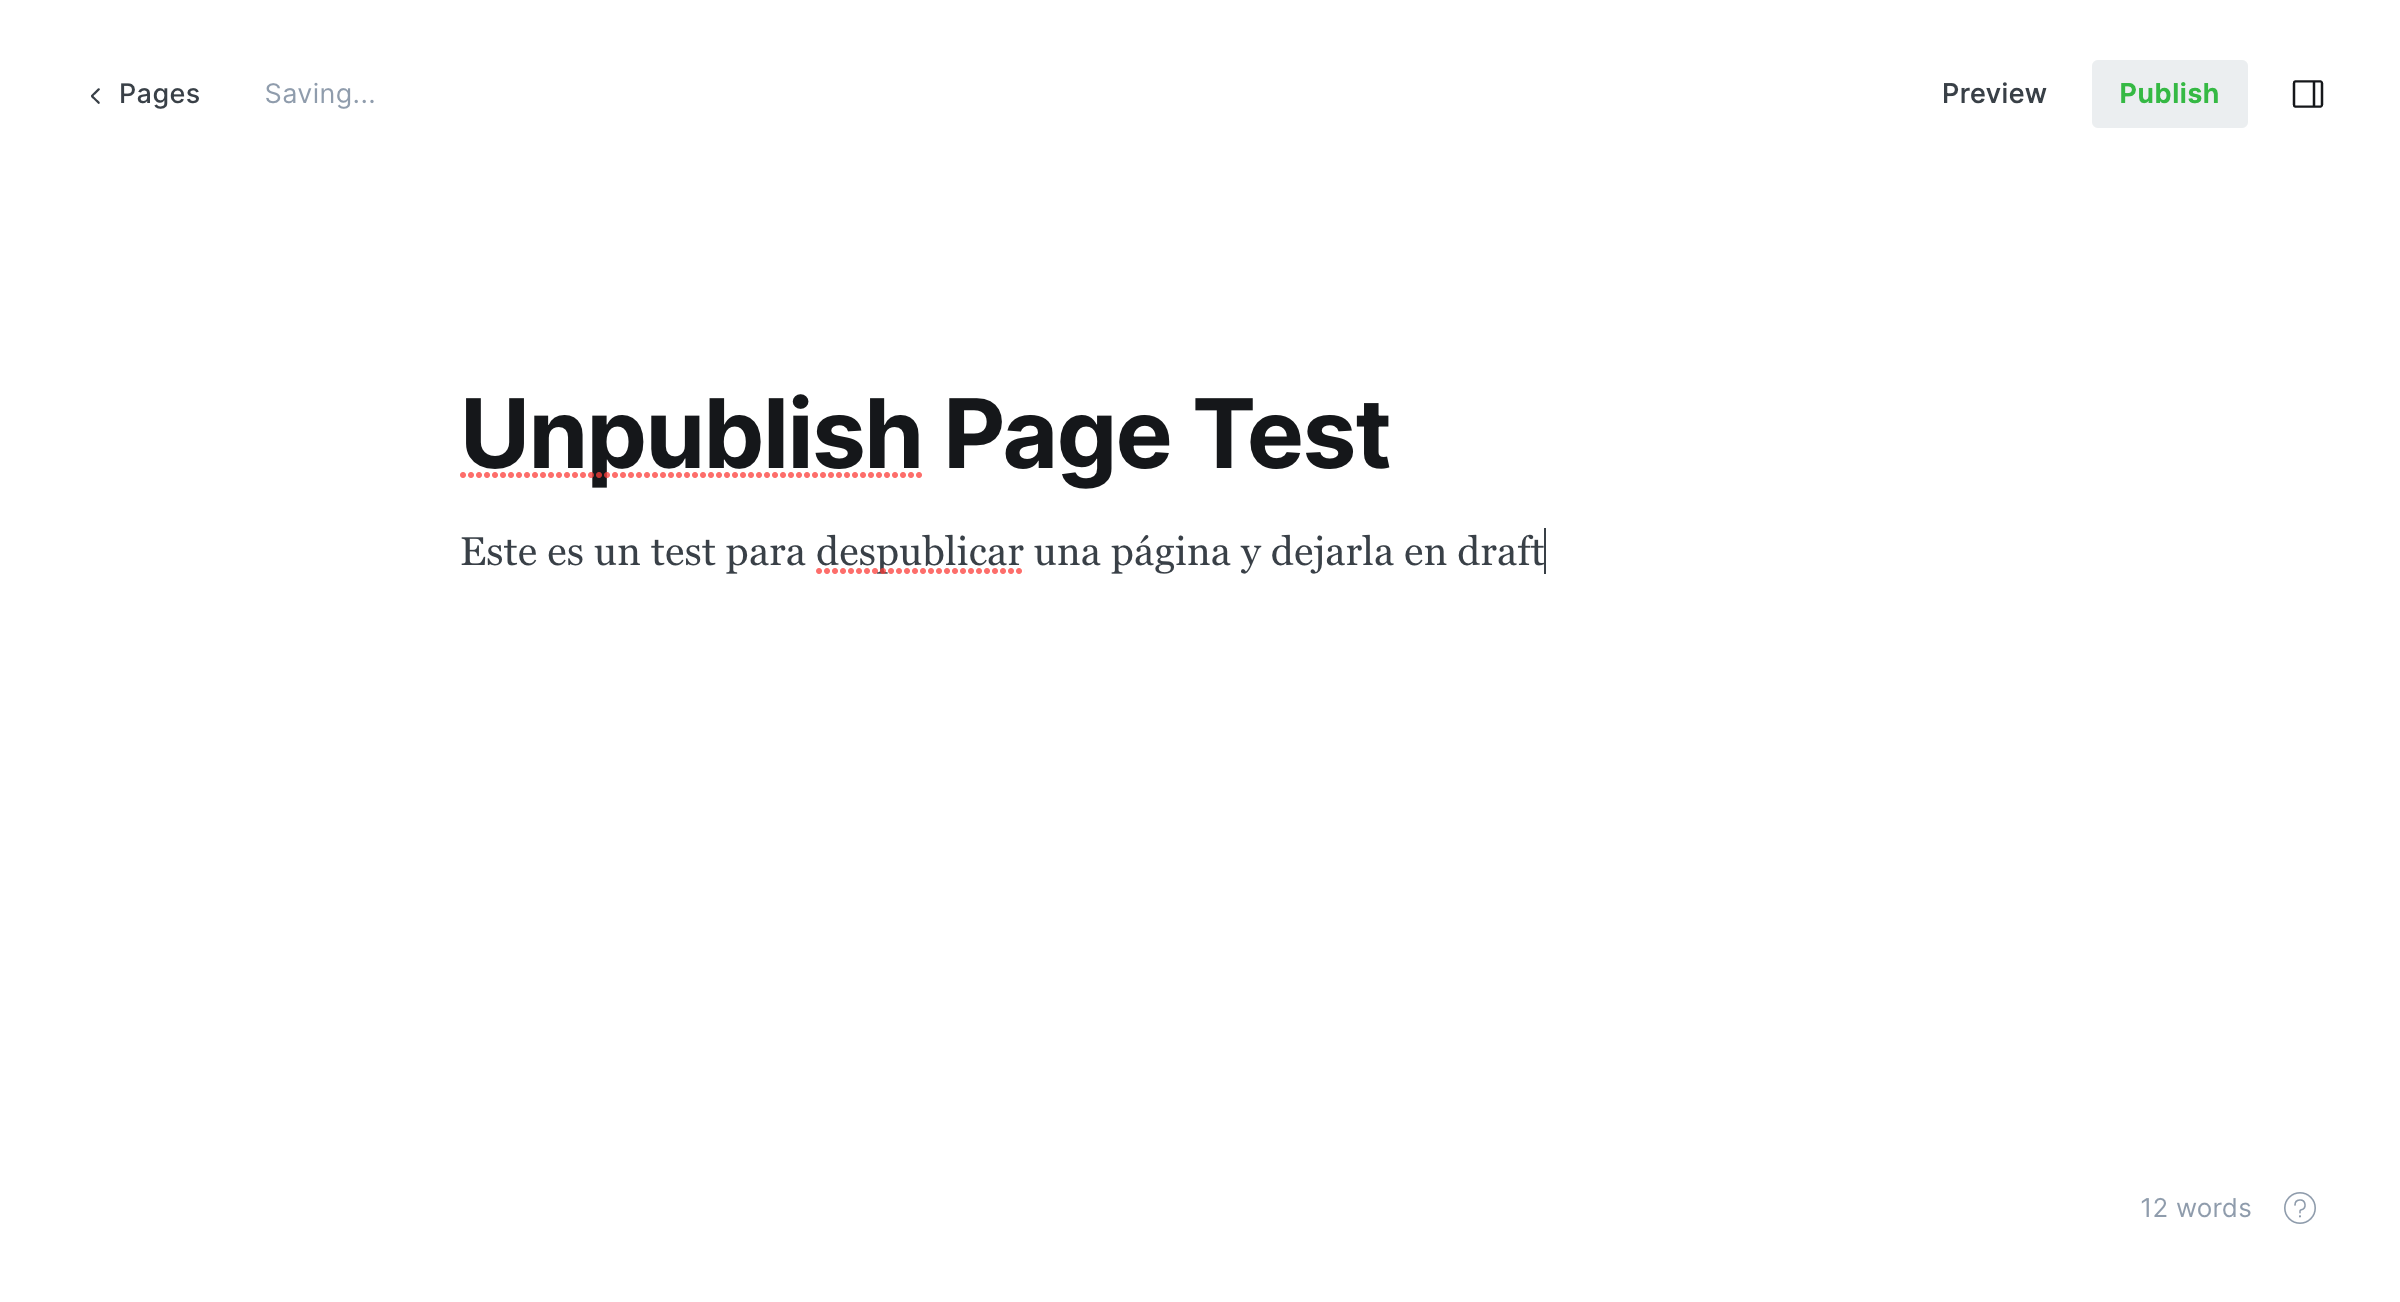 Pages
Saving...
Preview
Publish
Unpublish Page Test
Este es un test para despublicar una página y dejarla en draft
12 words
?